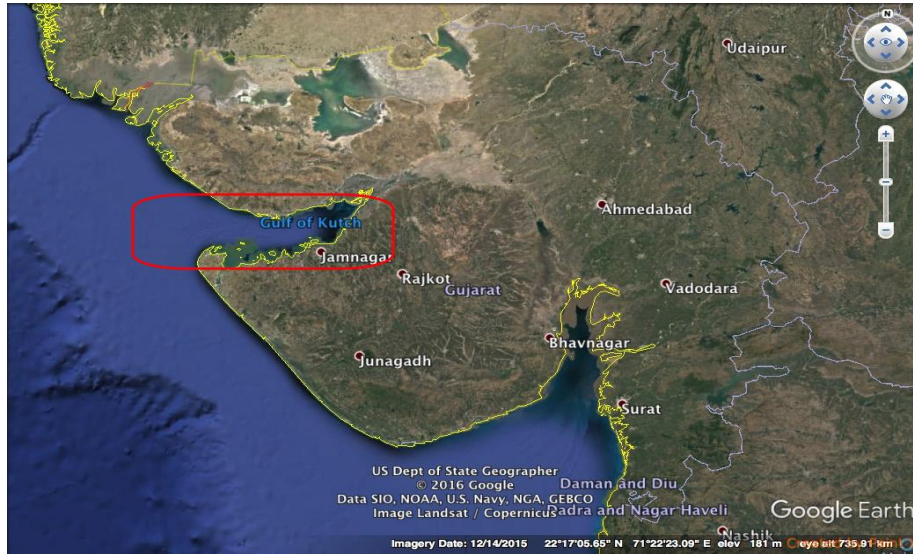 N
Udaipur
Ahmedabad
Gulf of Kutch
Jamnagar
Rajkot
Gujarat
Vadodara
Bhavnagar
Junagadh
Surat
US Dept of State Geographer
© 2016 Google
Data SIO, NOAA, U.S. Navy, NGA, GEBCO
Image Landsat / Copernicus
Daman and Diu
Dadra and Nagar Haveli
Google Earth
Nashik
Imagery Date: 12/14/2015 22°17'05.65" N 71°22'23.09" E elev 181 m eye alt 735.91 km